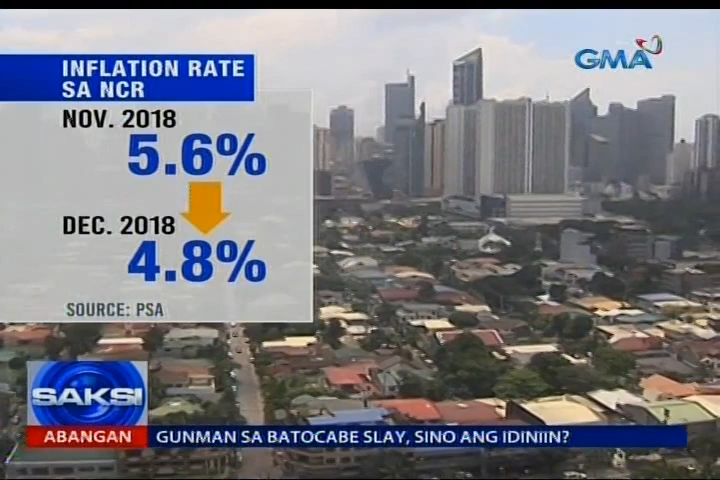 INFLATION RATE
SA NCR
NOV. 2018
5.6%
DEC. 2018
4.8%
SOURCE: PSA
GMA
SAKSI
ABANGAN
GUNMAN SA BATOCABE SLAY, SINO ANG IDINIIN?